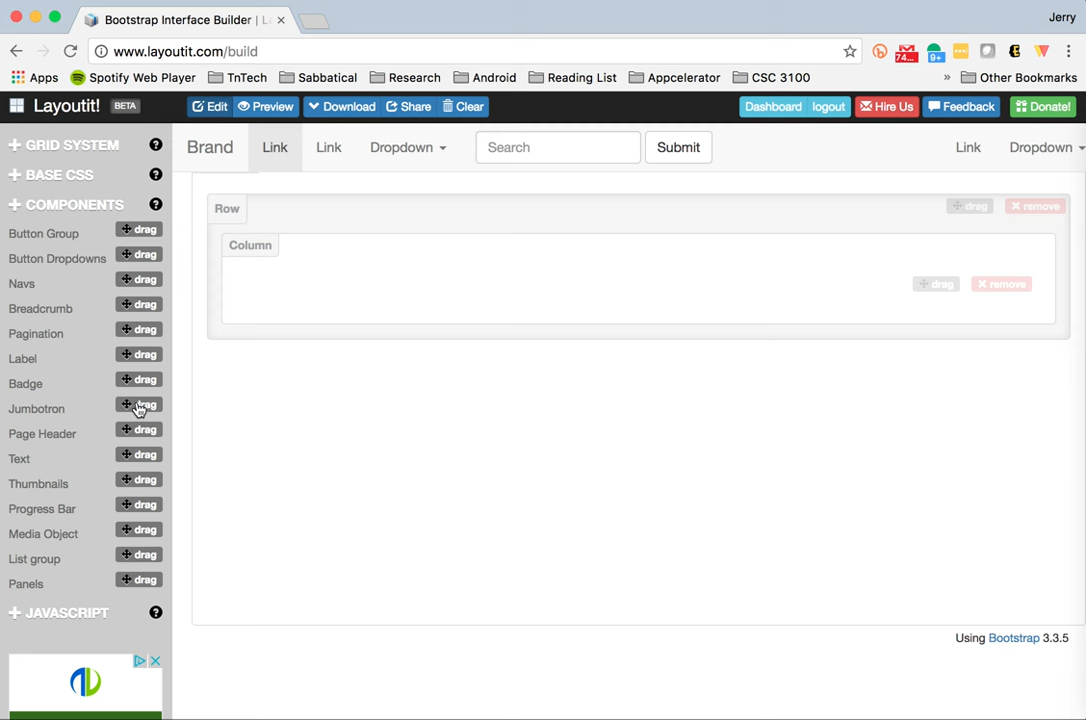 Bootstrap Interface Builder | L
Jerry
www.layoutit.com/build
74...
9+
Apps
Spotify Web Player
TnTech
Sabbatical
Research
Android
Reading List
Appcelerator
CSC 3100
»
Other Bookmarks
Layoutit! BETA
Edit
Preview
Download
Share
Clear
Dashboard
logout
Hire Us
Feedback
Donate!
GRID SYSTEM
BASE CSS
COMPONENTS
Button Group drag
Button Dropdowns drag
Navs drag
Breadcrumb drag
Pagination drag
Label drag
Badge drag
Jumbotron drag
Page Header drag
Text drag
Thumbnails drag
Progress Bar drag
Media Object drag
List group drag
Panels drag
JAVASCRIPT
Brand
Link
Link
Dropdown
Search
Submit
Link
Dropdown
Row
drag
remove
Column
drag
remove
Using Bootstrap 3.3.5